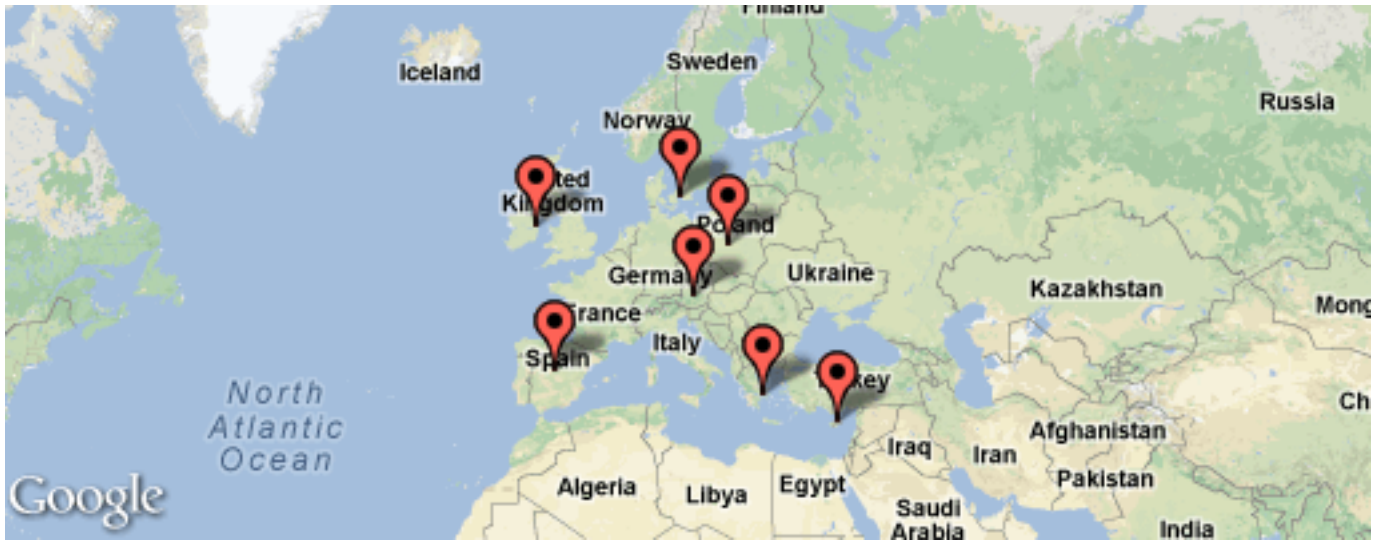 Finland
Sweden
Iceland
Russia
Norway
Kingdom
Poland
Germany
Ukraine
Kazakhstan
France
Italy
Spain
North
Atlantic
Ocean
Afghanistan
Iraq
Iran
Pakistan
Google
Algeria
Libya
Egypt
Saudi
Arabia
India